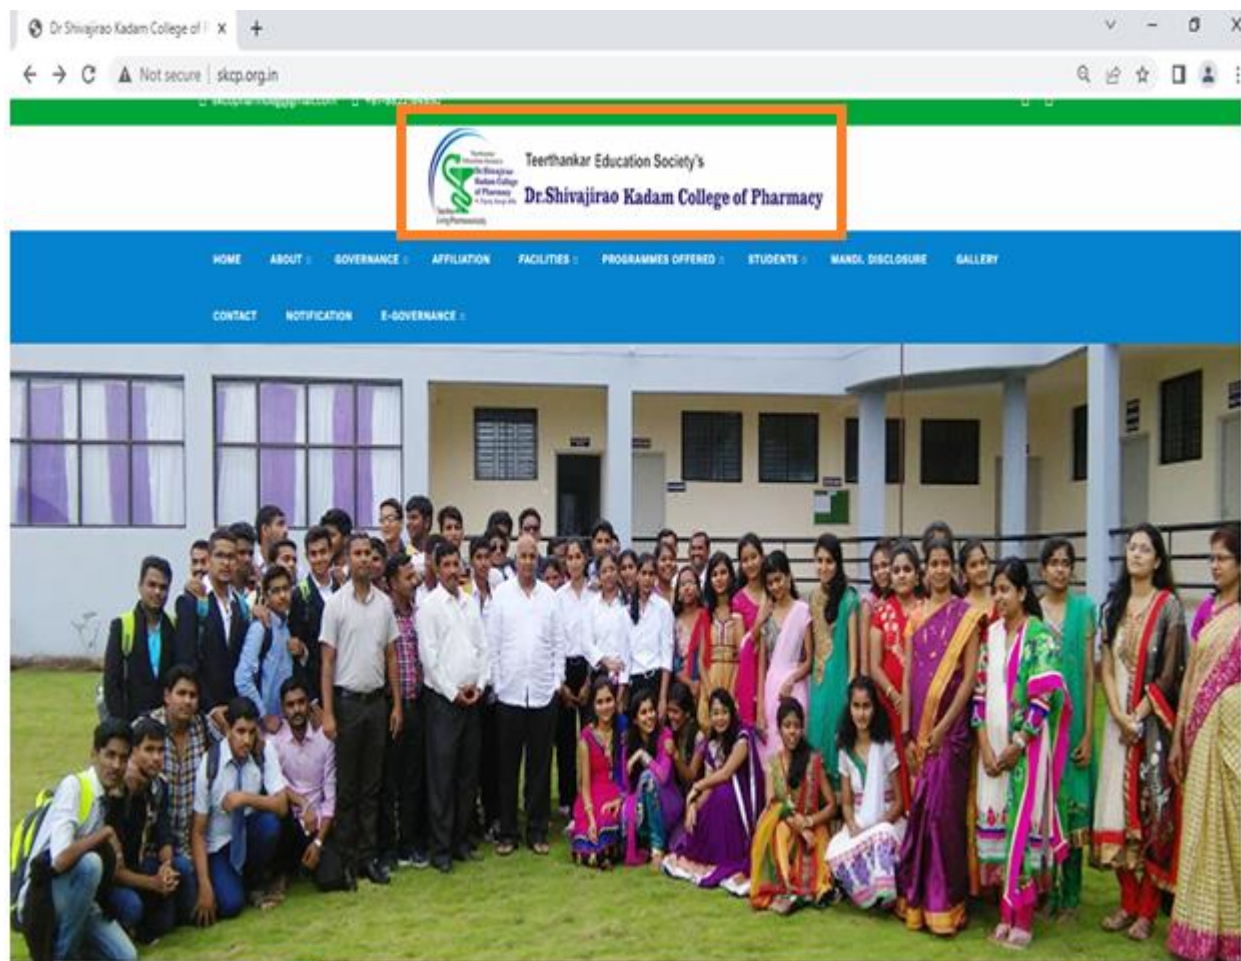 Dr Shivajirao Kadam College of
Not secure | skcp.org.in
Teerthankar Education Society's
Dr.Shivajirao Kadam College of Pharmacy
HOME ABOUT GOVERNANCE AFFILIATION FACILITIES PROGRAMMES OFFERED STUDENTS MANDI. DISCLOSURE GALLERY
CONTACT NOTIFICATION E-GOVERNANCE